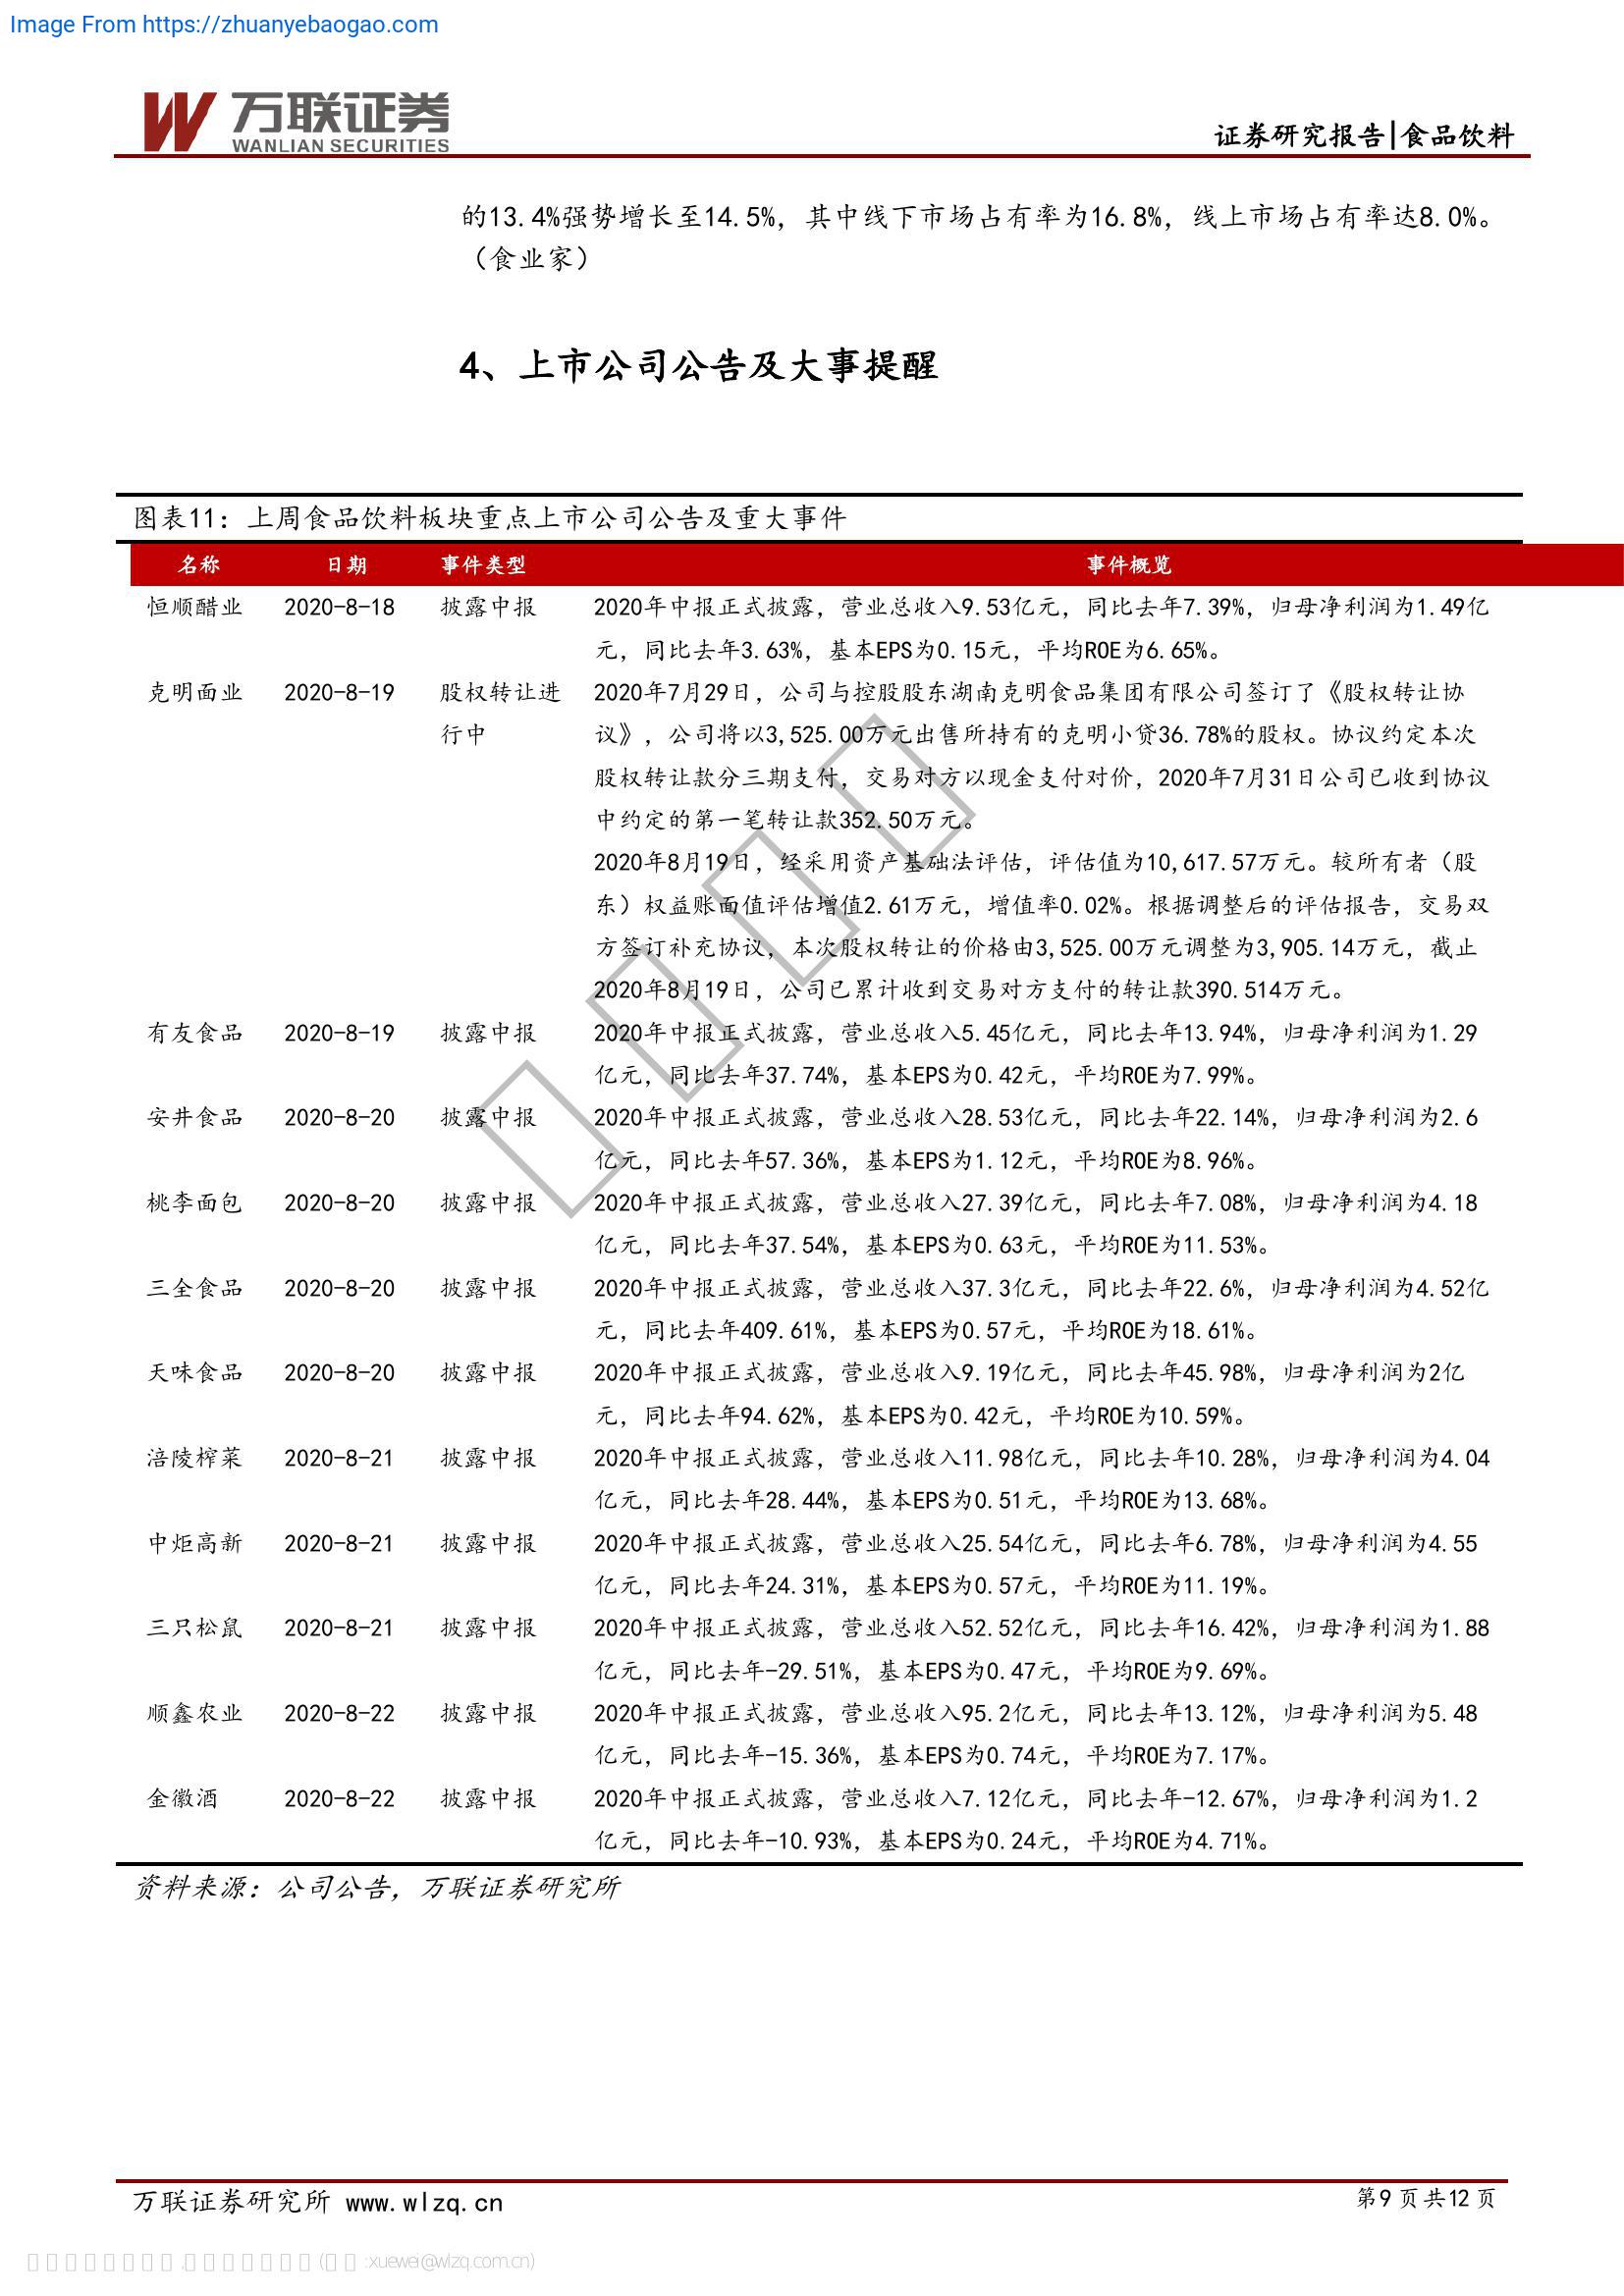 Image From https://zhuanyebaogao.com
万联证券
WANLIAN SECURITIES
证券研究报告|食品饮料
的13.4%强势增长至14.5%，其中线下市场占有率为16.8%，线上市场占有率达8.0%。
（食业家）
4、上市公司公告及大事提醒
图表11：上周食品饮料板块重点上市公司公告及重大事件
名称 日期 事件类型 事件概览
恒顺醋业 2020-8-18 披露中报 2020年中报正式披露，营业总收入9.53亿元，同比去年7.39%，归母净利润为1.49亿
元，同比去年3.63%，基本EPS为0.15元，平均ROE为6.65%。
克明面业 2020-8-19 股权转让进 2020年7月29日，公司与控股股东湖南克明食品集团有限公司签订了《股权转让协
行中 议》，公司将以3,525.00万元出售所持有的克明小贷36.78%的股权。协议约定本次
股权转让款分三期支付，交易对方以现金支付对价，2020年7月31日公司已收到协议
中约定的第一笔转让款352.50万元。
2020年8月19日，经采用资产基础法评估，评估值为10,617.57万元。较所有者（股
东）权益账面值评估增值2.61万元，增值率0.02%。根据调整后的评估报告，交易双
方签订补充协议，本次股权转让的价格由3,525.00万元调整为3,905.14万元，截止
2020年8月19日，公司已累计收到交易对方支付的转让款390.514万元。
有友食品 2020-8-19 披露中报 2020年中报正式披露，营业总收入5.45亿元，同比去年13.94%，归母净利润为1.29
亿元，同比去年37.74%，基本EPS为0.42元，平均ROE为7.99%。
安井食品 2020-8-20 披露中报 2020年中报正式披露，营业总收入28.53亿元，同比去年22.14%，归母净利润为2.6
亿元，同比去年57.36%，基本EPS为1.12元，平均ROE为8.96%。
桃李面包 2020-8-20 披露中报 2020年中报正式披露，营业总收入27.39亿元，同比去年7.08%，归母净利润为4.18
亿元，同比去年37.54%，基本EPS为0.63元，平均ROE为11.53%。
三全食品 2020-8-20 披露中报 2020年中报正式披露，营业总收入37.3亿元，同比去年22.6%，归母净利润为4.52亿
元，同比去年409.61%，基本EPS为0.57元，平均ROE为18.61%。
天味食品 2020-8-20 披露中报 2020年中报正式披露，营业总收入9.19亿元，同比去年45.98%，归母净利润为2亿
元，同比去年94.62%，基本EPS为0.42元，平均ROE为10.59%。
涪陵榨菜 2020-8-21 披露中报 2020年中报正式披露，营业总收入11.98亿元，同比去年10.28%，归母净利润为4.04
亿元，同比去年28.44%，基本EPS为0.51元，平均ROE为13.68%。
中炬高新 2020-8-21 披露中报 2020年中报正式披露，营业总收入25.54亿元，同比去年6.78%，归母净利润为4.55
亿元，同比去年24.31%，基本EPS为0.57元，平均ROE为11.19%。
三只松鼠 2020-8-21 披露中报 2020年中报正式披露，营业总收入52.52亿元，同比去年16.42%，归母净利润为1.88
亿元，同比去年-29.51%，基本EPS为0.47元，平均ROE为9.69%。
顺鑫农业 2020-8-22 披露中报 2020年中报正式披露，营业总收入95.2亿元，同比去年13.12%，归母净利润为5.48
亿元，同比去年-15.36%，基本EPS为0.74元，平均ROE为7.17%。
金徽酒 2020-8-22 披露中报 2020年中报正式披露，营业总收入7.12亿元，同比去年-12.67%，归母净利润为1.2
亿元，同比去年-10.93%，基本EPS为0.24元，平均ROE为4.71%。
资料来源：公司公告，万联证券研究所
万联证券研究所 www.wlzq.cn
第9页共12页
xuewei@wlzq.com.cn)